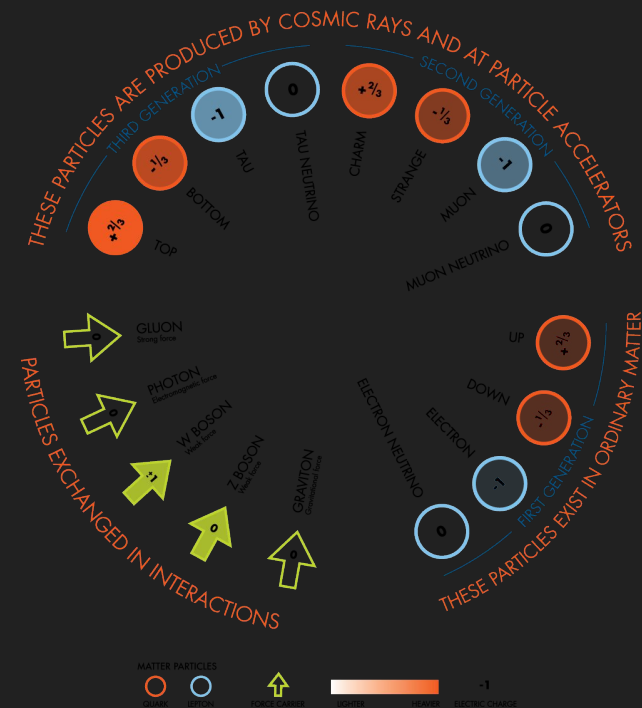 THESE PARTICLES ARE PRODUCED BY COSMIC RAYS AND AT PARTICLE ACCELERATORS
THIRD GENERATION
SECOND GENERATION
+2/3
TOP
-1/3
BOTTOM
-1
TAU
0
TAU NEUTRINO
+2/3
CHARM
-1/3
STRANGE
-1
MUON
0
MUON NEUTRINO
THESE PARTICLES EXIST IN ORDINARY MATTER
FIRST GENERATION
+2/3
UP
-1/3
DOWN
-1
ELECTRON
0
ELECTRON NEUTRINO
PARTICLES EXCHANGED IN INTERACTIONS
0
GLUON
Strong force
0
PHOTON
Electromagnetic force
±1
W BOSON
Weak force
0
Z BOSON
Weak force
0
GRAVITON
Gravitational force
MATTER PARTICLES
-1
QUARK
LEPTON
FORCE CARRIER
LIGHTER
HEAVIER
ELECTRIC CHARGE